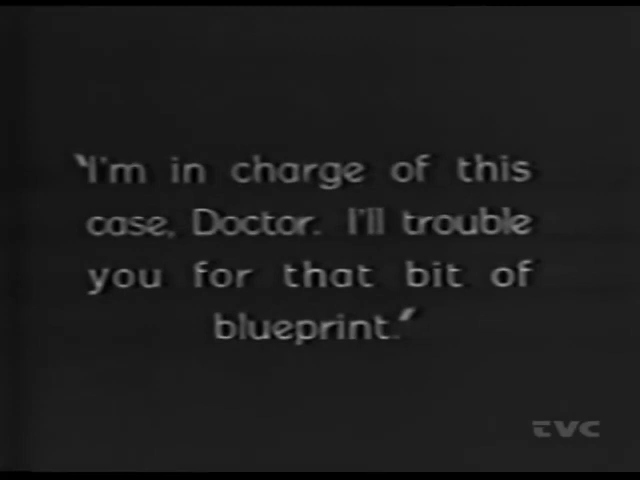 "I'm in charge of this
case, Doctor. I'll trouble
you for that bit of
blueprint."
TVC